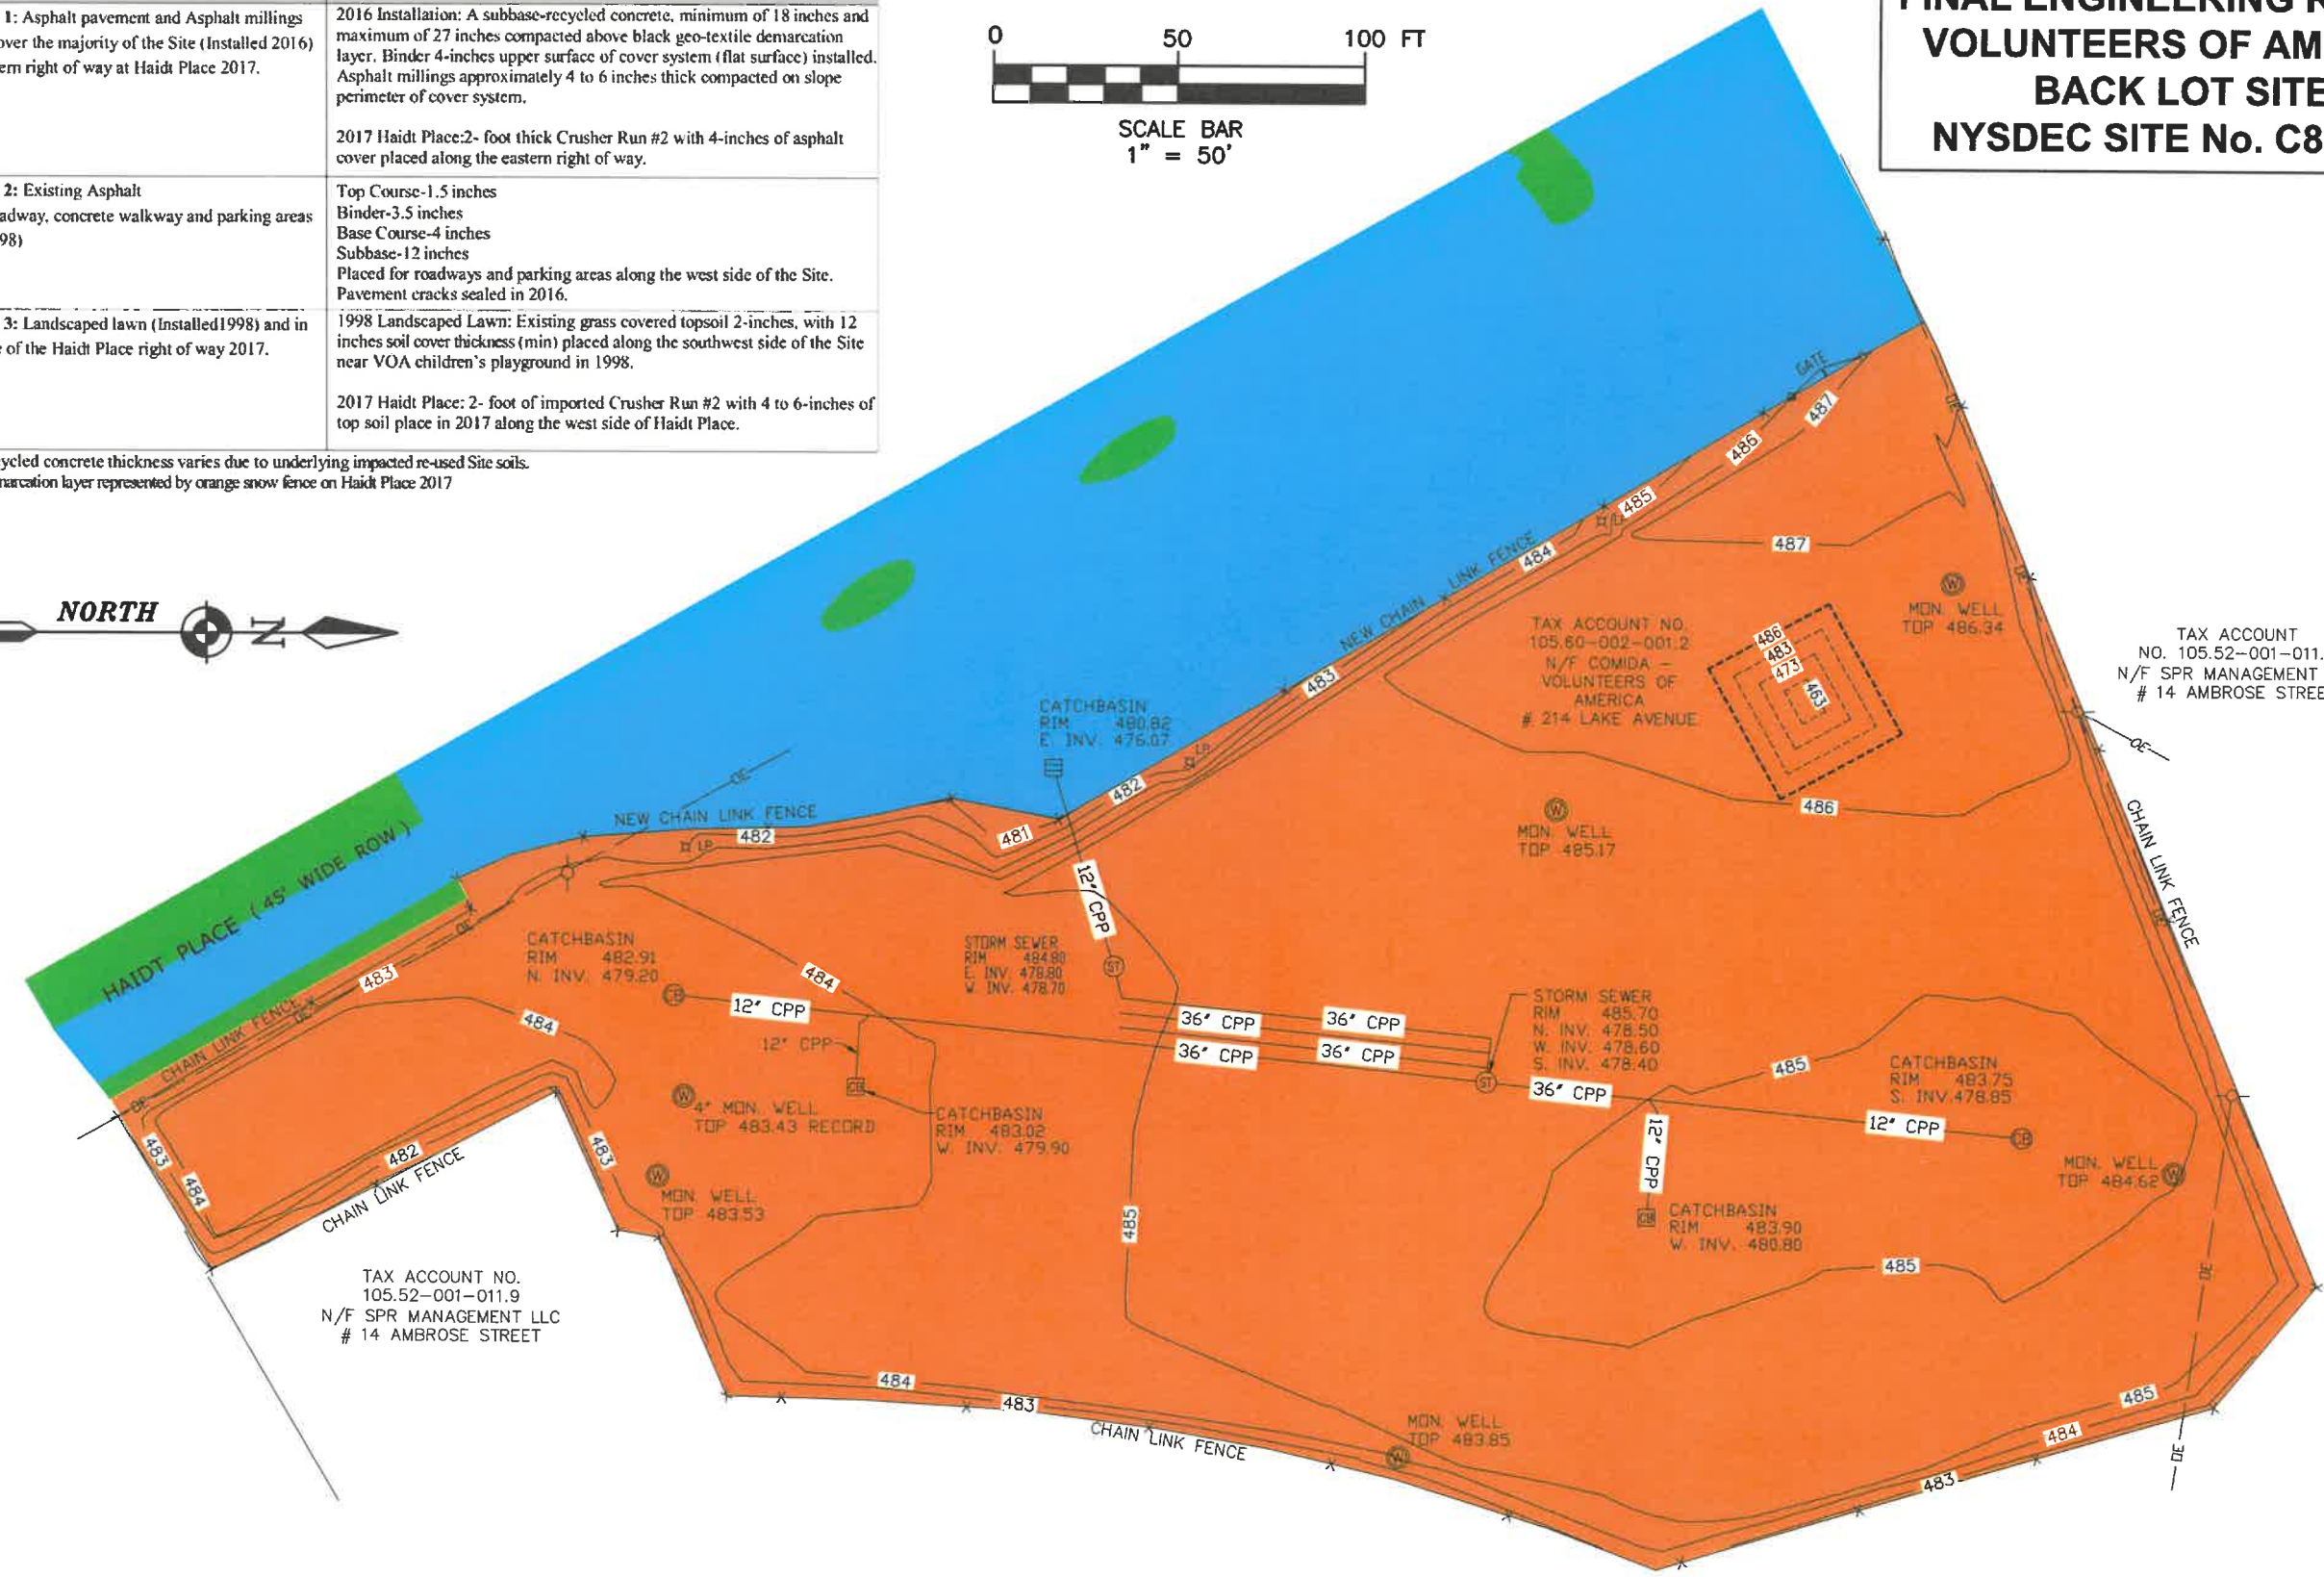 1: Asphalt pavement and Asphalt millings
over the majority of the Site (Installed 2016)
ern right of way at Haidt Place 2017.
2016 Installation: A subbase-recycled concrete, minimum of 18 inches and
maximum of 27 inches compacted above black geo-textile demarcation
layer. Binder 4-inches upper surface of cover system (flat surface) installed.
Asphalt millings approximately 4 to 6 inches thick compacted on slope
perimeter of cover system.
2017 Haidt Place:2- foot thick Crusher Run #2 with 4-inches of asphalt
cover placed along the eastern right of way.
2: Existing Asphalt
adway, concrete walkway and parking areas
98)
Top Course-1.5 inches
Binder-3.5 inches
Base Course-4 inches
Subbase-12 inches
Placed for roadways and parking areas along the west side of the Site.
Pavement cracks sealed in 2016.
3: Landscaped lawn (Installed1998) and in
e of the Haidt Place right of way 2017.
1998 Landscaped Lawn: Existing grass covered topsoil 2-inches, with 12
inches soil cover thickness (min) placed along the southwest side of the Site
near VOA children's playground in 1998.
2017 Haidt Place: 2- foot of imported Crusher Run #2 with 4 to 6-inches of
top soil place in 2017 along the west side of Haidt Place.
ycled concrete thickness varies due to underlying impacted re-used Site soils.
marcation layer represented by orange snow fence on Haidt Place 2017
0 50 100 FT
SCALE BAR
1" = 50'
FINAL ENGINEERING R
VOLUNTEERS OF AM
BACK LOT SITE
NYSDEC SITE No. C8
NORTH
N
GATE
487
486
485
484
NEW CHAIN LINK FENCE
483
487
OE
OE
MON. WELL
TOP 486.34
TAX ACCOUNT NO.
105.60-002-001.2
N/F COMIDA -
VOLUNTEERS OF
AMERICA
# 214 LAKE AVENUE
486
483
473
463
TAX ACCOUNT
NO. 105.52-001-011.
N/F SPR MANAGEMENT
# 14 AMBROSE STREE
OE
CATCHBASIN
RIM 480.82
E. INV. 476.07
LP
482
486
MON. WELL
TOP 485.17
CHAIN LINK FENCE
OE
OE
NEW CHAIN LINK FENCE
LP
482
481
12" CPP
HAIDT PLACE ( 45' WIDE ROW )
OE
483
CHAIN LINK FENCE
OE
OE
CATCHBASIN
RIM 482.91
N. INV. 479.20
CB
484
STORM SEWER
RIM 484.80
E. INV. 478.80
W. INV. 478.70
ST
484
12" CPP
12" CPP
CB
36" CPP
36" CPP
36" CPP
36" CPP
STORM SEWER
RIM 485.70
N. INV. 478.50
W. INV. 478.60
S. INV. 478.40
ST
36" CPP
485
CATCHBASIN
RIM 483.75
S. INV.478.85
12" CPP
CB
12" CPP
W
4" MON. WELL
TOP 483.43 RECORD
CATCHBASIN
RIM 483.02
W. INV. 479.90
483
484
482
CHAIN LINK FENCE
483
W
MON. WELL
TOP 483.53
MON. WELL
TOP 484.62
W
CB
CATCHBASIN
RIM 483.90
W. INV. 480.80
485
485
OE
TAX ACCOUNT NO.
105.52-001-011.9
N/F SPR MANAGEMENT LLC
# 14 AMBROSE STREET
484
483
CHAIN LINK FENCE
MON. WELL
TOP 483.85
W
485
484
483
OE